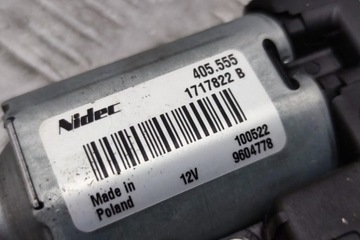 Nidec
405.555
1717822 B
100522
9604778
Made in
Poland
12V